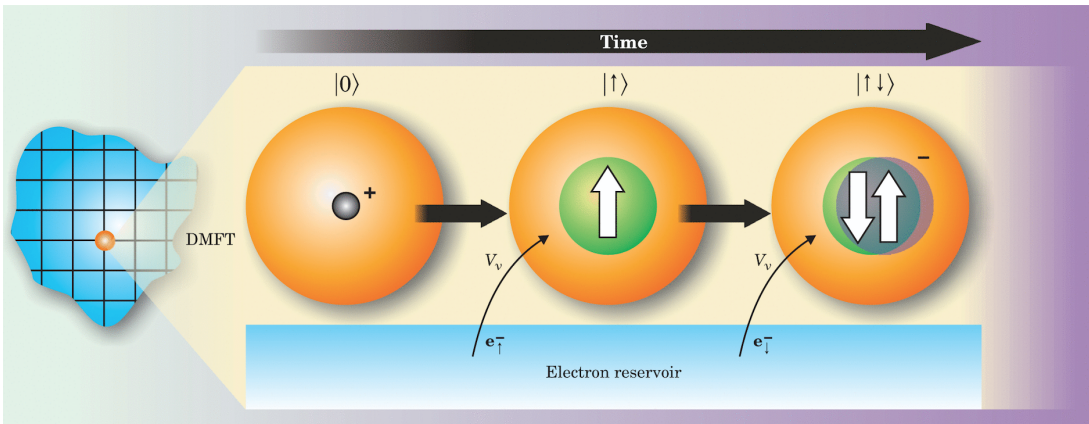 Time
|0⟩
|↑⟩
|↑↓⟩
+
−
DMFT
V_ν
V_ν
e⁻↑
e⁻↓
Electron reservoir